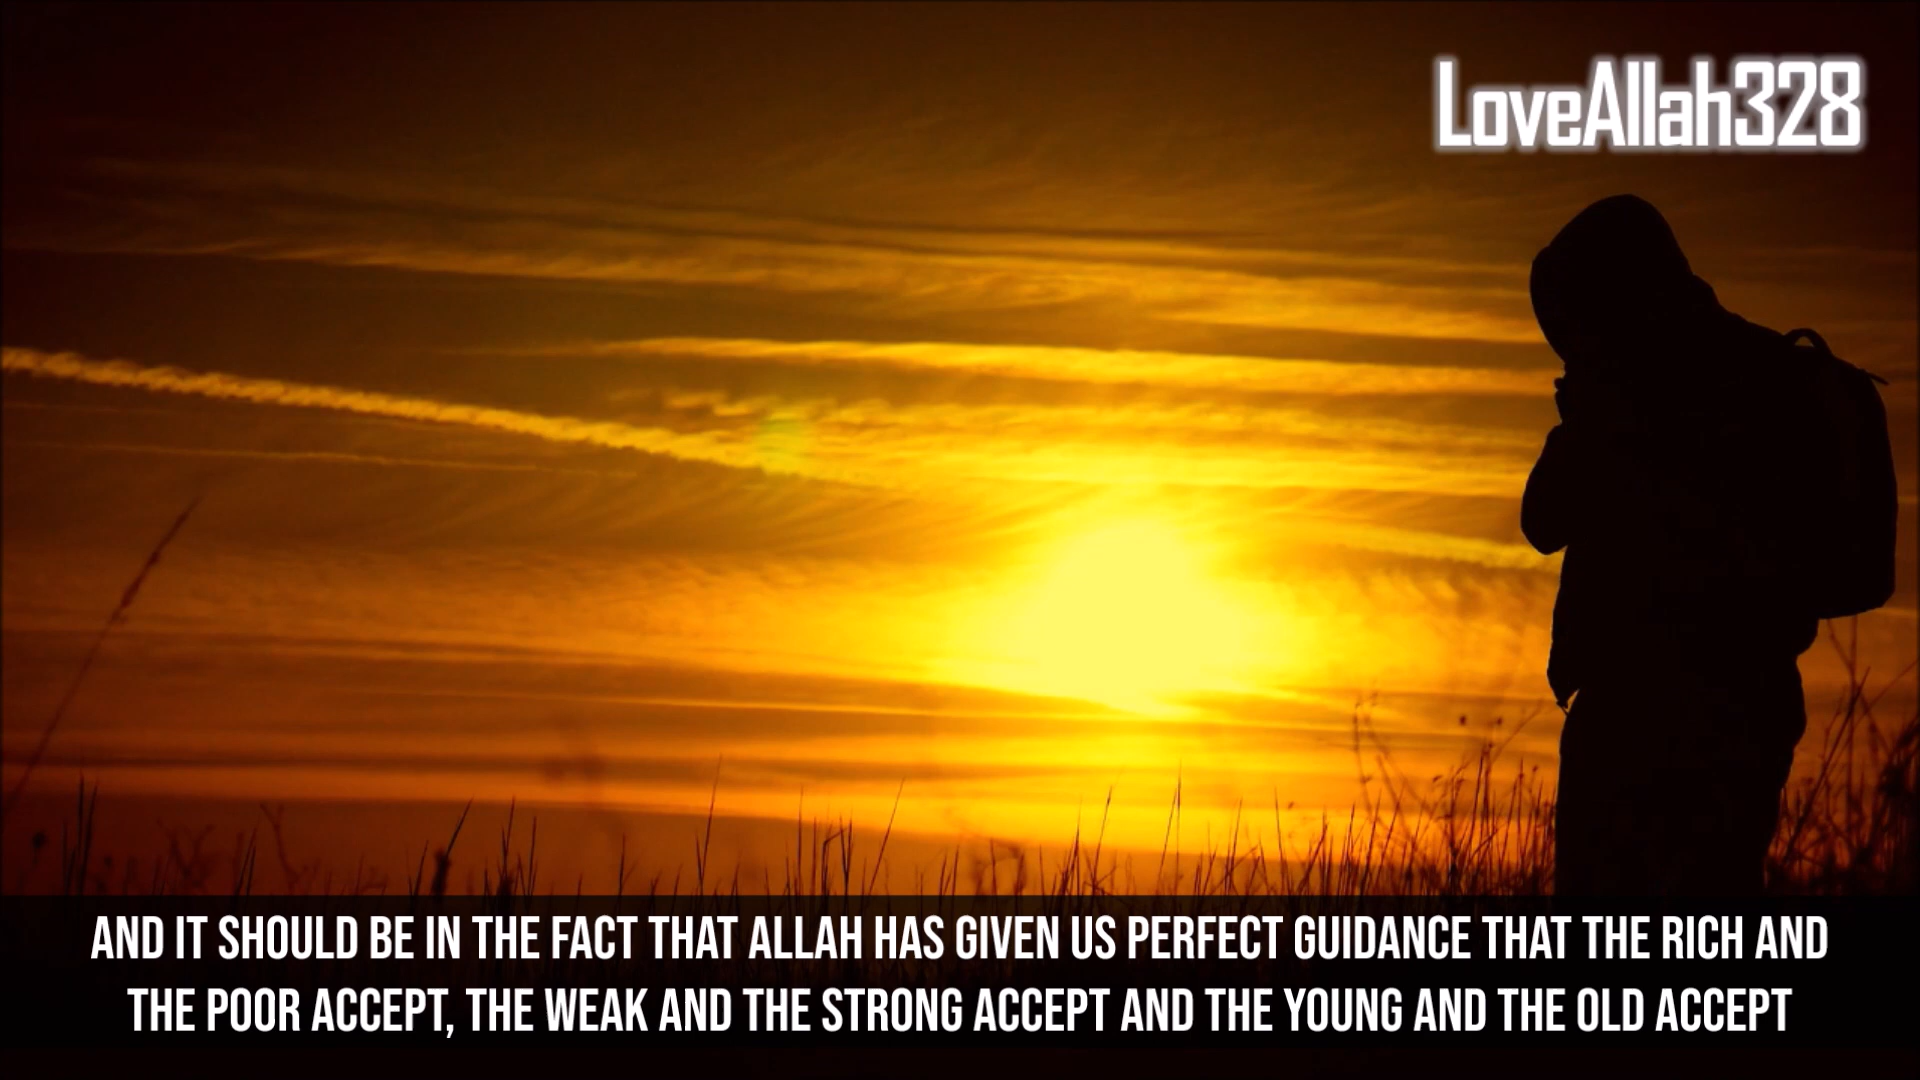 LoveAllah328
AND IT SHOULD BE IN THE FACT THAT ALLAH HAS GIVEN US PERFECT GUIDANCE THAT THE RICH AND
THE POOR ACCEPT, THE WEAK AND THE STRONG ACCEPT AND THE YOUNG AND THE OLD ACCEPT